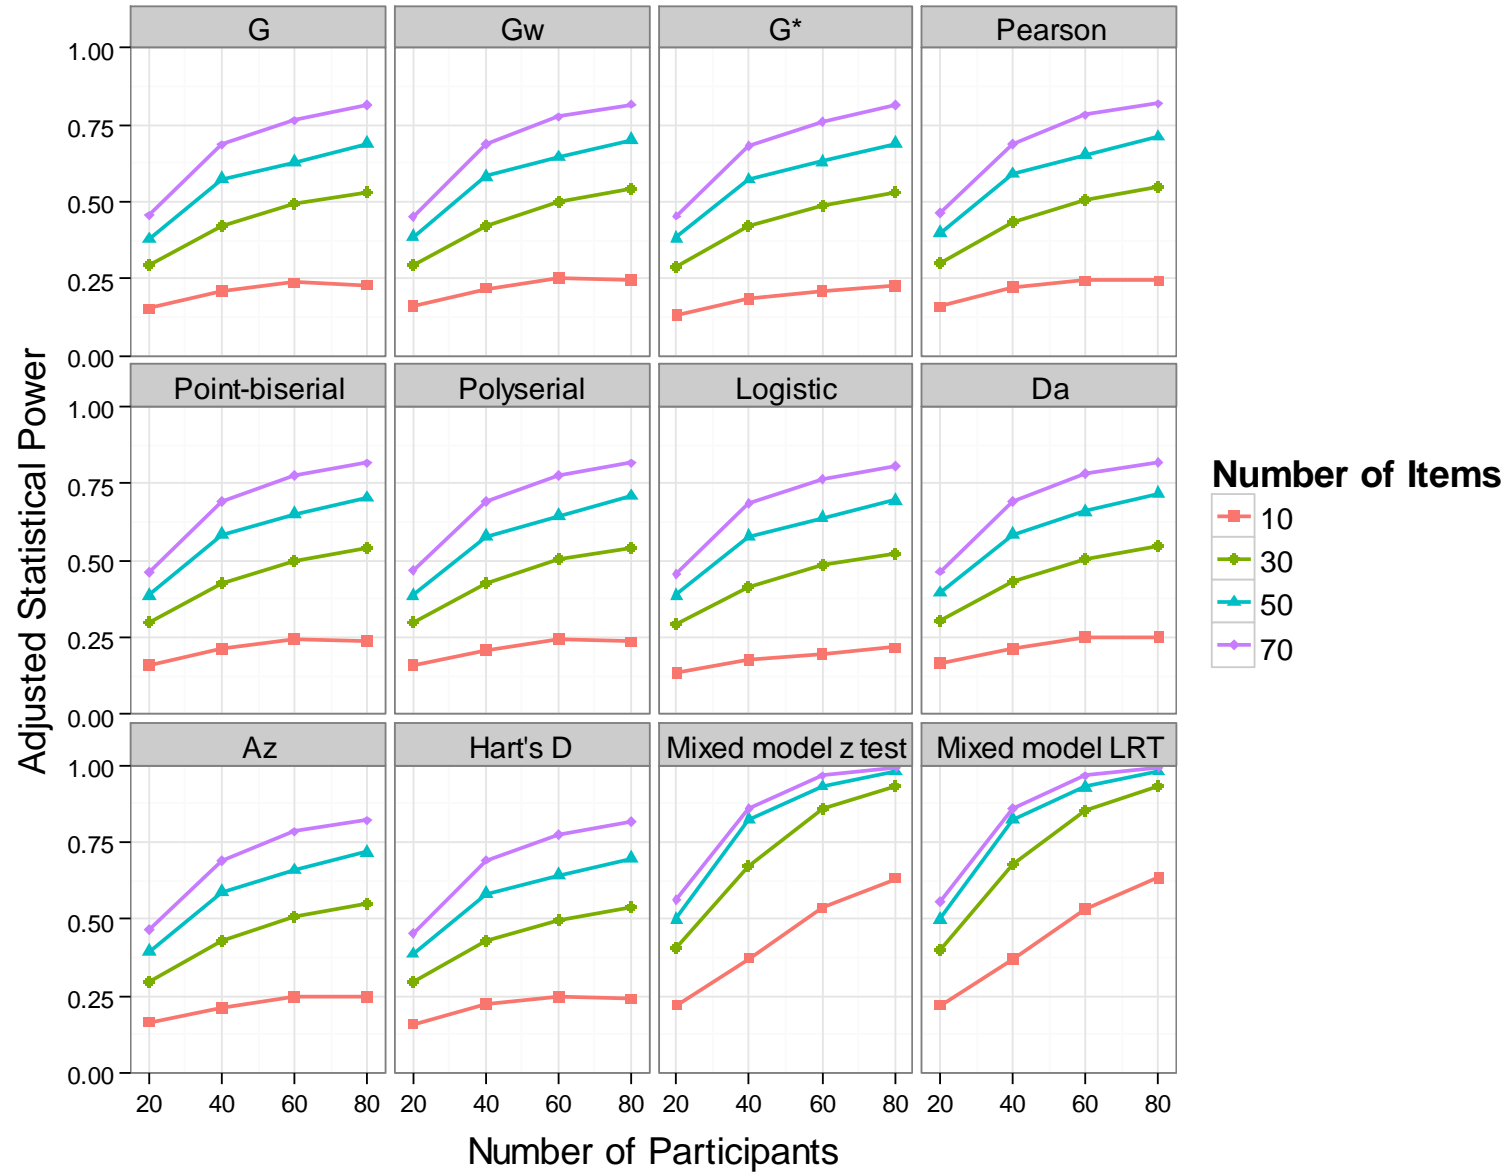 G Gw G* Pearson
1.00
0.75
0.50
0.25
0.00
Point-biserial Polyserial Logistic Da
1.00
0.75
0.50
0.25
0.00
Az Hart's D Mixed model z test Mixed model LRT
1.00
0.75
0.50
0.25
0.00
20 40 60 80 20 40 60 80 20 40 60 80 20 40 60 80
Number of Participants
Adjusted Statistical Power
Number of Items
10
30
50
70